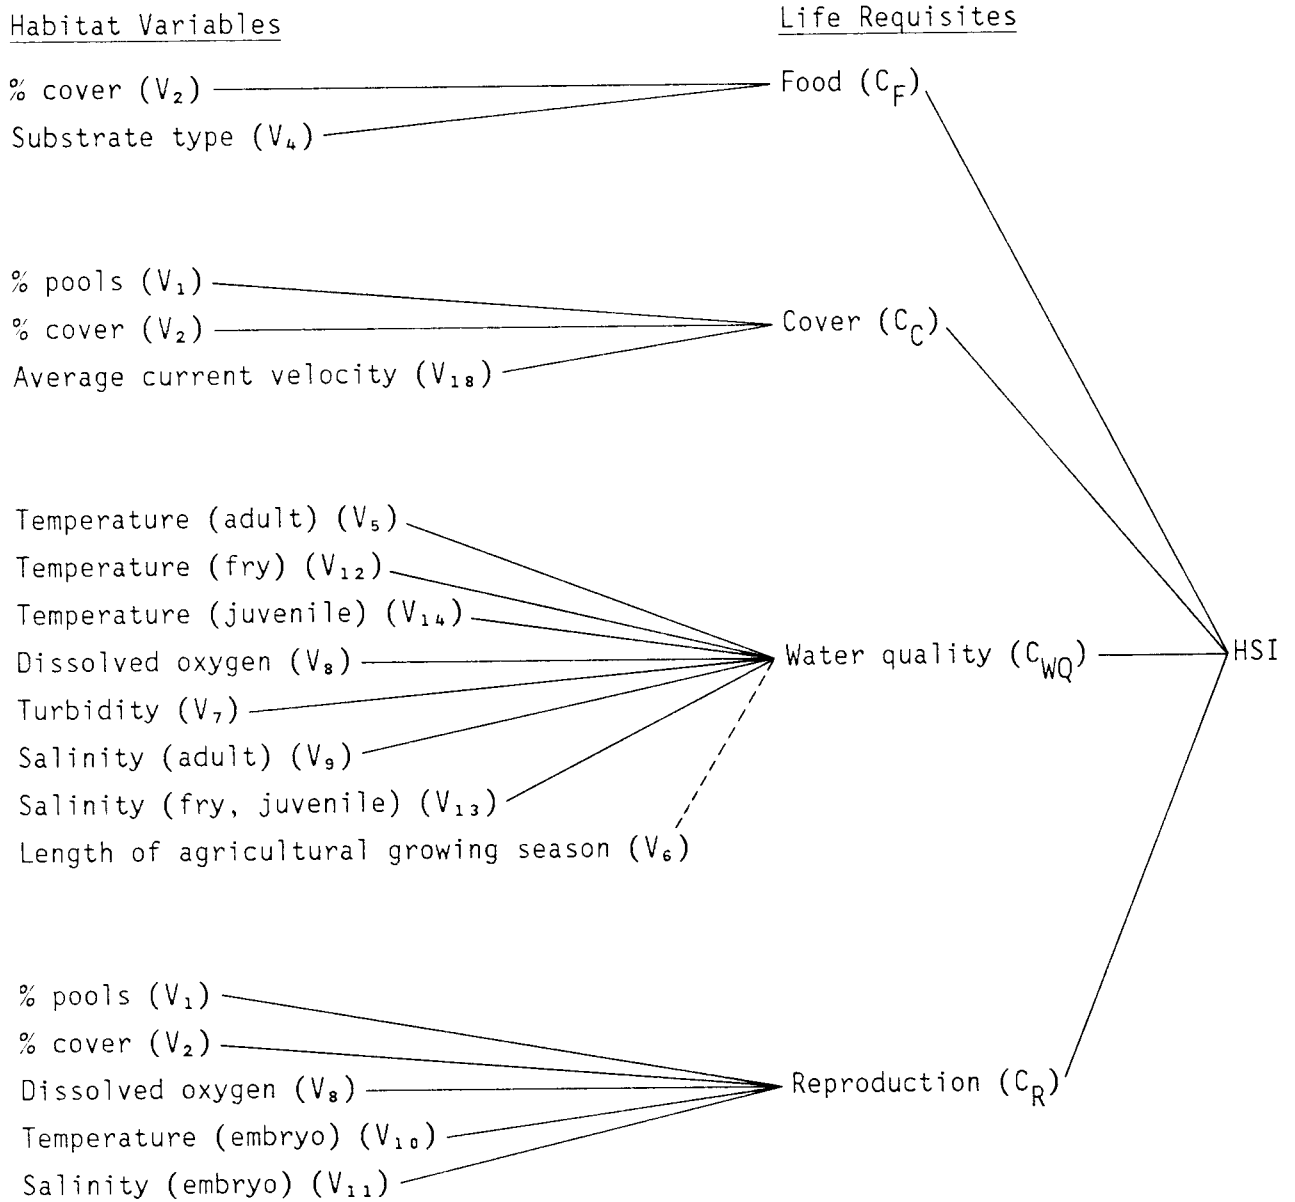 Habitat Variables
Life Requisites
% cover (V₂)
Food (C_F)
Substrate type (V₄)
% pools (V₁)
% cover (V₂)
Cover (C_C)
Average current velocity (V₁₈)
Temperature (adult) (V₅)
Temperature (fry) (V₁₂)
Temperature (juvenile) (V₁₄)
Dissolved oxygen (V₈)
Water quality (C_WQ)
HSI
Turbidity (V₇)
Salinity (adult) (V₉)
Salinity (fry, juvenile) (V₁₃)
Length of agricultural growing season (V₆)
% pools (V₁)
% cover (V₂)
Dissolved oxygen (V₈)
Reproduction (C_R)
Temperature (embryo) (V₁₀)
Salinity (embryo) (V₁₁)